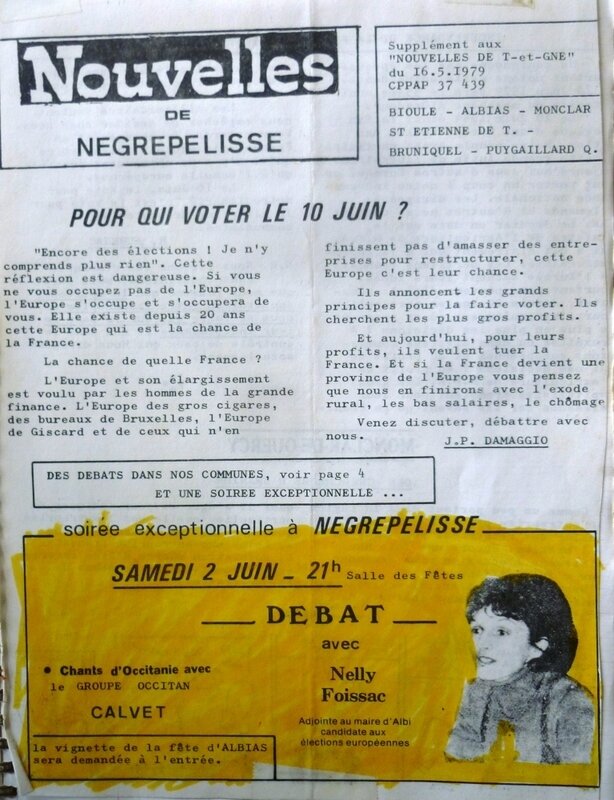 Nouvelles
DE
NEGREPELISSE
Supplément aux
"NOUVELLES DE T-et-GNE"
du 16.5.1979
CPPAP 37 439
BIOULE - ALBIAS - MONCLAR
ST ETIENNE DE T. -
BRUNIQUEL - PUYGAILLARD Q.
POUR QUI VOTER LE 10 JUIN ?
"Encore des élections ! Je n'y
comprends plus rien". Cette
réflexion est dangereuse. Si vous
ne vous occupez pas de l'Europe,
l'Europe s'occupe et s'occupera de
vous. Elle existe depuis 20 ans
cette Europe qui est la chance de
la France.
La chance de quelle France ?
L'Europe et son élargissement
est voulu par les hommes de la grande
finance. L'Europe des gros cigares,
des bureaux de Bruxelles, l'Europe
de Giscard et de ceux qui n'en
finissent pas d'amasser des entre-
prises pour restructurer, cette
Europe c'est leur chance.
Ils annoncent les grands
principes pour la faire voter. Ils
cherchent les plus gros profits.
Et aujourd'hui, pour leurs
profits, ils veulent tuer la
France. Et si la France devient une
province de l'Europe vous pensez
que nous en finirons avec l'exode
rural, les bas salaires, le chômage
Venez discuter, débattre avec
nous.
J.P. DAMAGGIO
DES DEBATS DANS NOS COMMUNES, voir page 4
ET UNE SOIREE EXCEPTIONNELLE ...
soirée exceptionnelle à NEGREPELISSE
SAMEDI 2 JUIN _ 21h Salle des Fêtes
DEBAT
avec
Nelly
Foissac
Adjointe au maire d'Albi
candidate aux
élections européennes
• Chants d'Occitanie avec
le GROUPE OCCITAN
CALVET
la vignette de la fête d'ALBIAS
sera demandée à l'entrée.